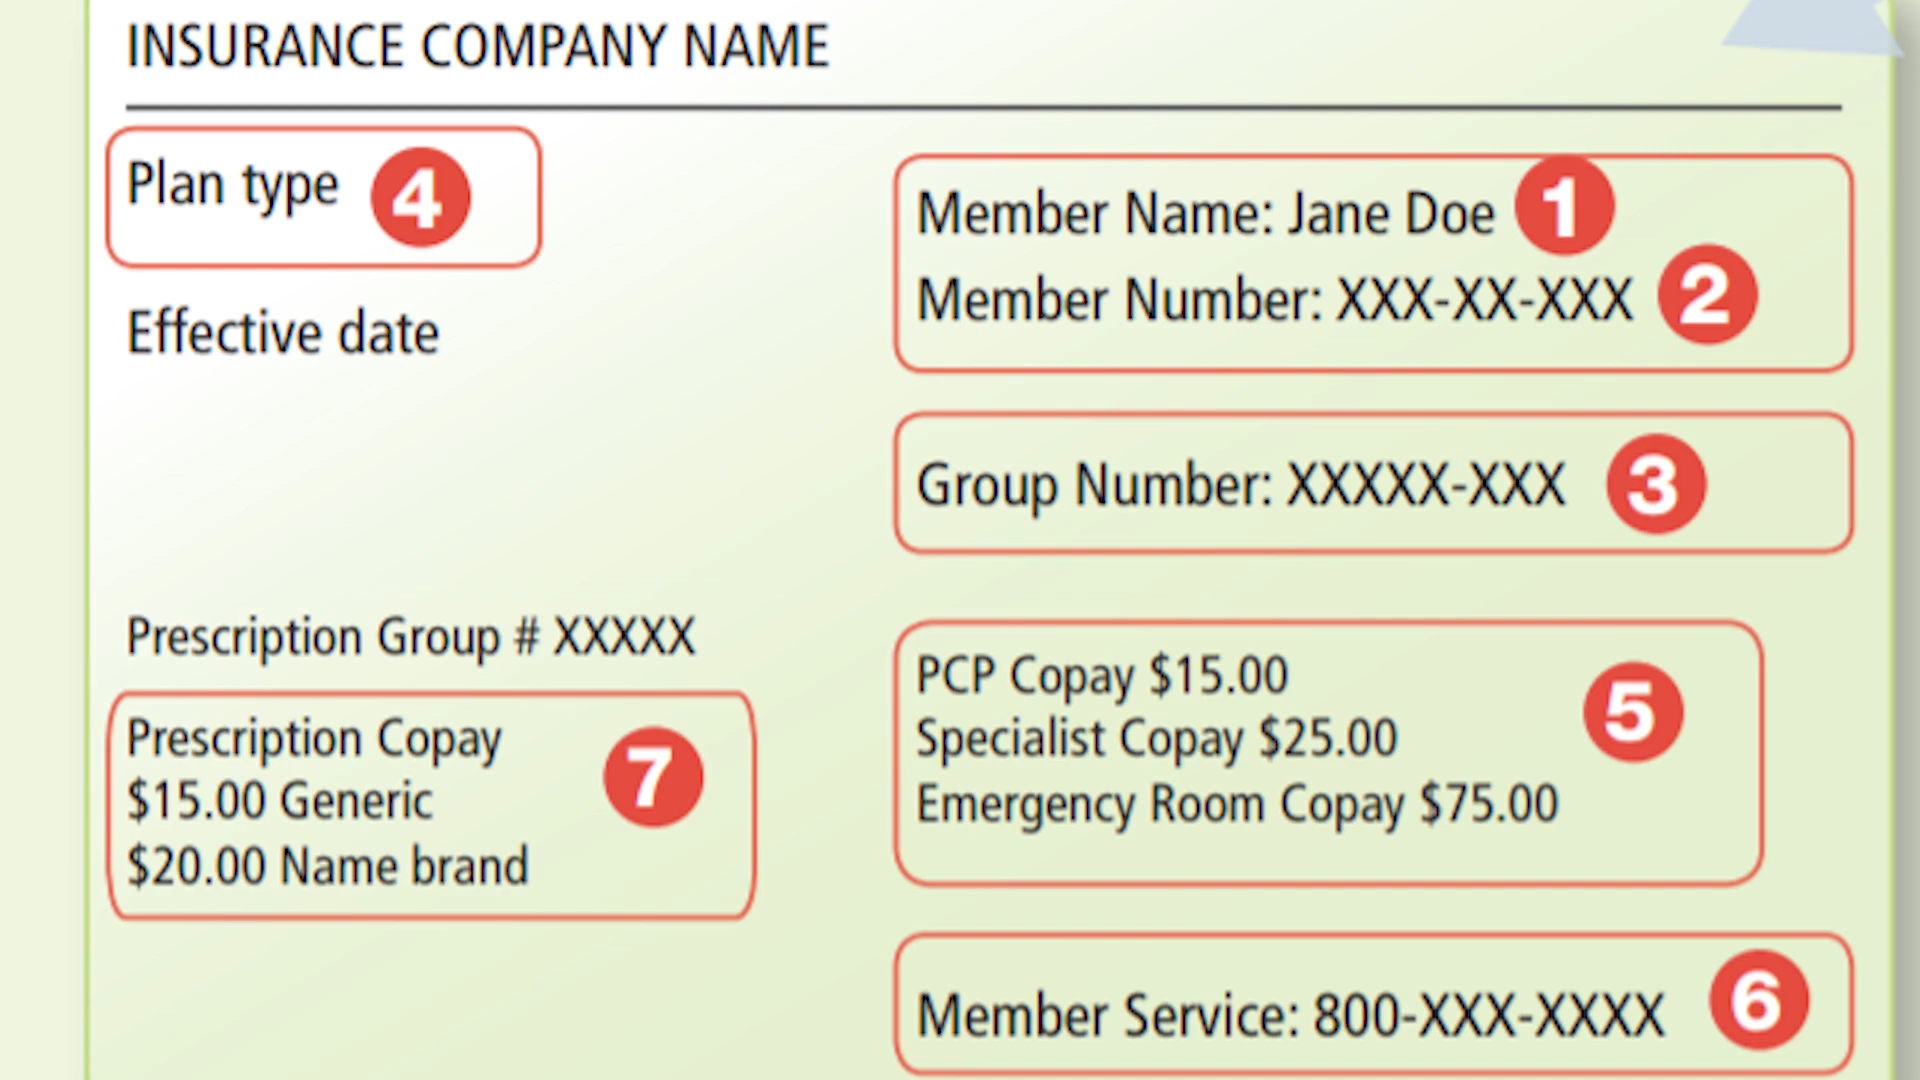 INSURANCE COMPANY NAME
Plan type 4
Effective date
Member Name: Jane Doe 1
Member Number: XXX-XX-XXX 2
Group Number: XXXXX-XXX 3
Prescription Group # XXXXX
Prescription Copay
$15.00 Generic
$20.00 Name brand
7
PCP Copay $15.00
Specialist Copay $25.00
Emergency Room Copay $75.00
5
Member Service: 800-XXX-XXXX 6